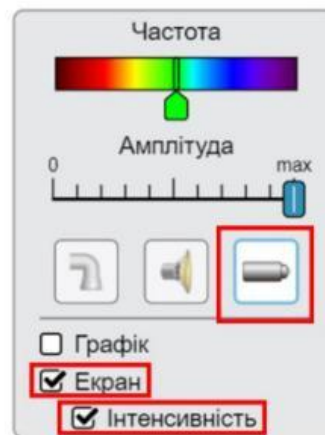 Частота
Амплітуда
0 max
Графік
Екран
Інтенсивність